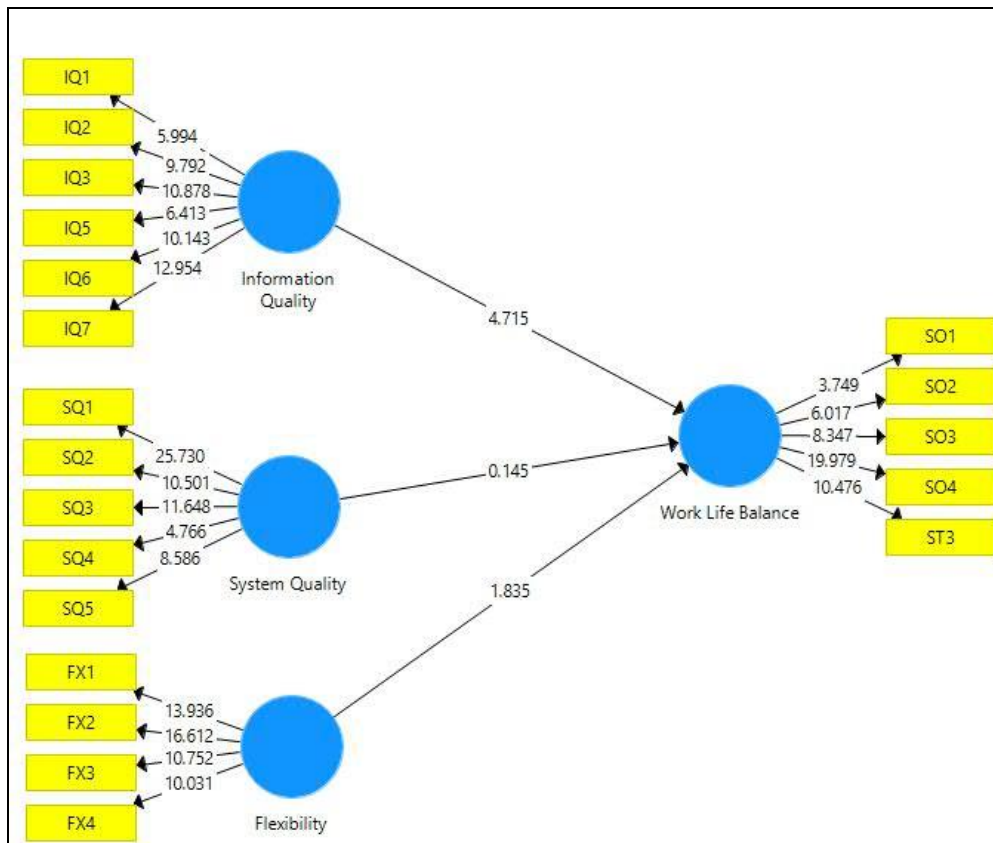 IQ1
IQ2
IQ3
IQ5
IQ6
IQ7
5.994
9.792
10.878
6.413
10.143
12.954
Information
Quality
4.715
SQ1
SQ2
SQ3
SQ4
SQ5
25.730
10.501
11.648
4.766
8.586
System Quality
0.145
FX1
FX2
FX3
FX4
13.936
16.612
10.752
10.031
Flexibility
1.835
Work Life Balance
3.749
6.017
8.347
19.979
10.476
SO1
SO2
SO3
SO4
ST3